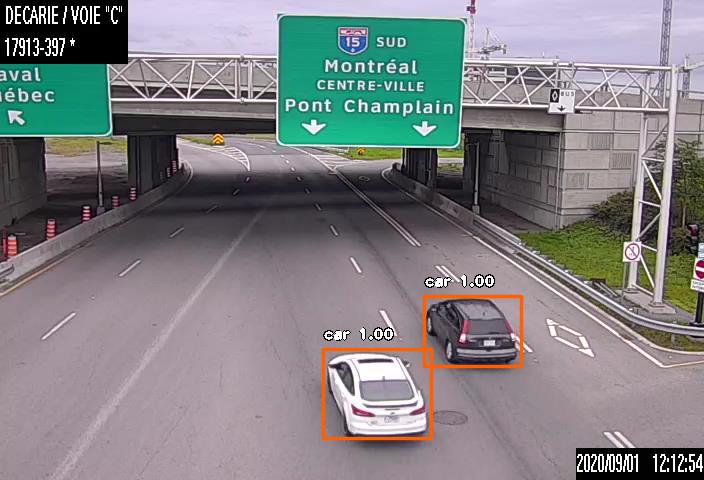 DECARIE / VOIE "C"
17913-397 *
aval
ébec
15 SUD
Montréal
CENTRE-VILLE
Pont Champlain
BUS
car 1.00
car 1.00
2020/09/01 12:12:54